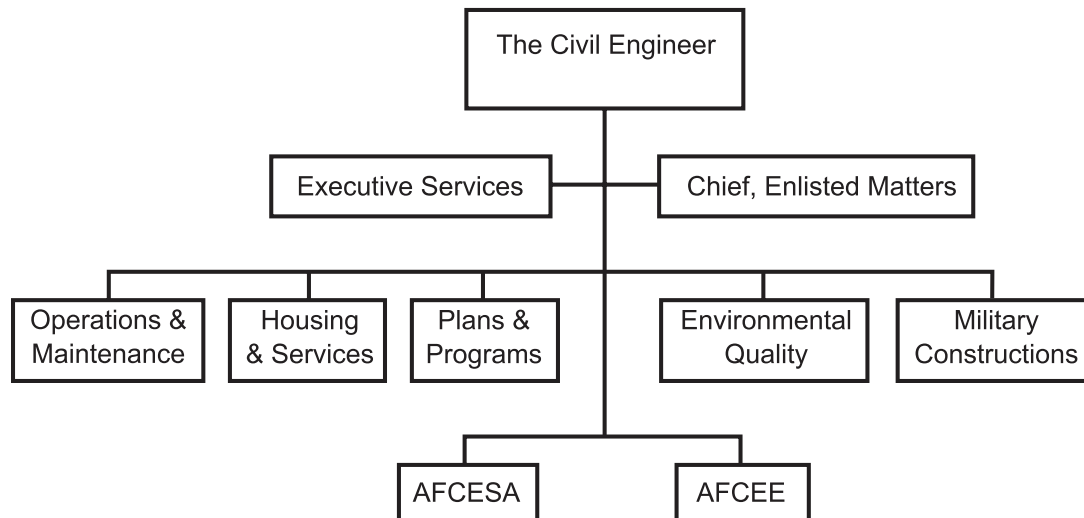 The Civil Engineer
Executive Services
Chief, Enlisted Matters
Operations &
Maintenance
Housing
& Services
Plans &
Programs
Environmental
Quality
Military
Constructions
AFCESA
AFCEE